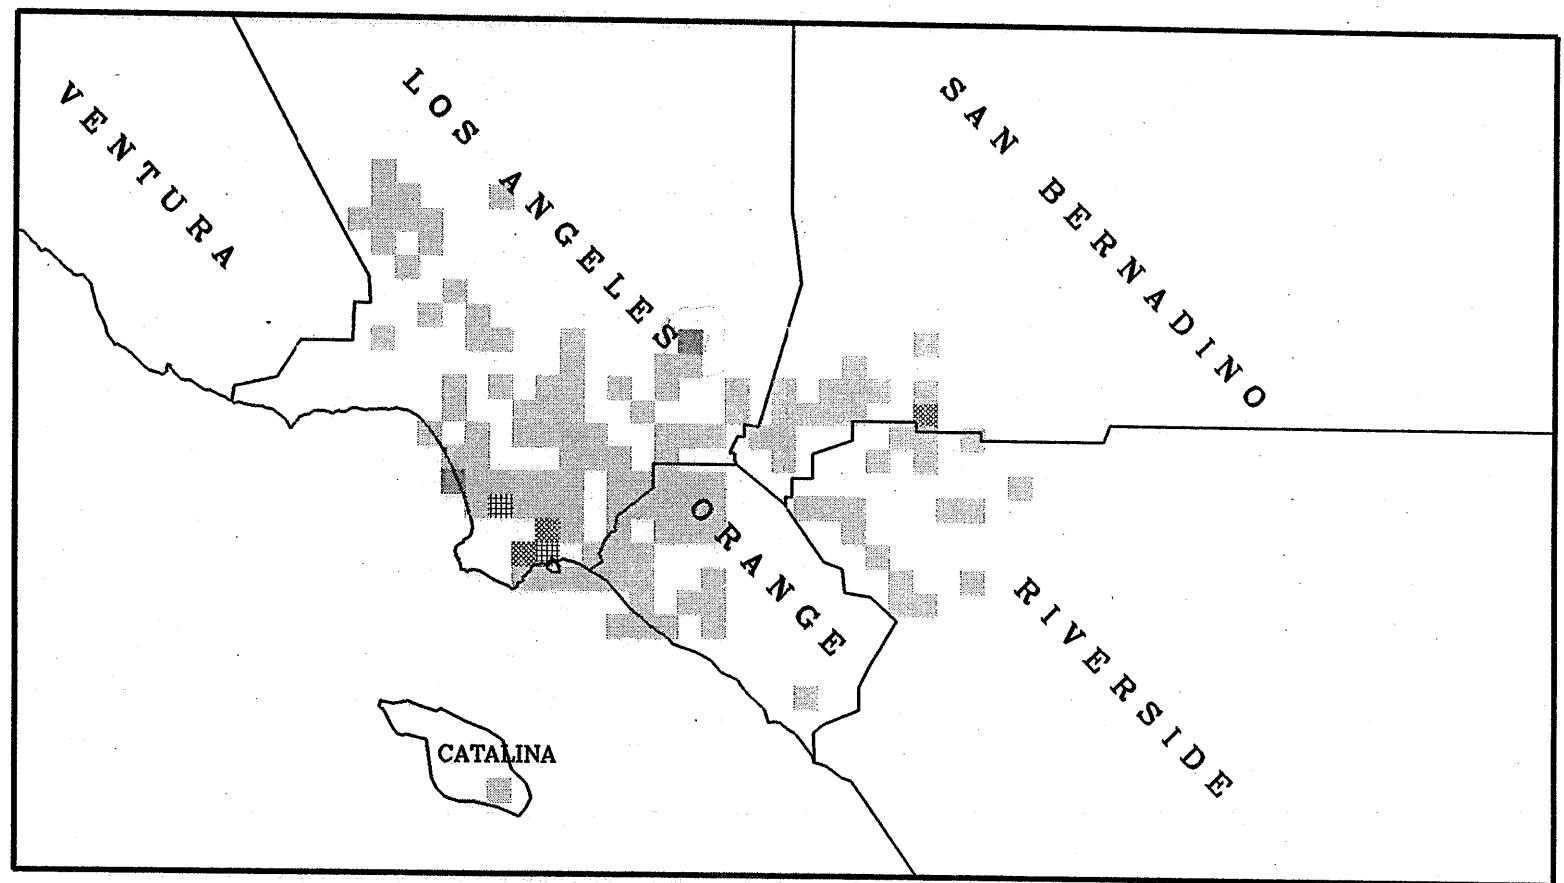 VENTURA
LOS ANGELES
SAN BERNADINO
ORANGE
RIVERSIDE
CATALINA